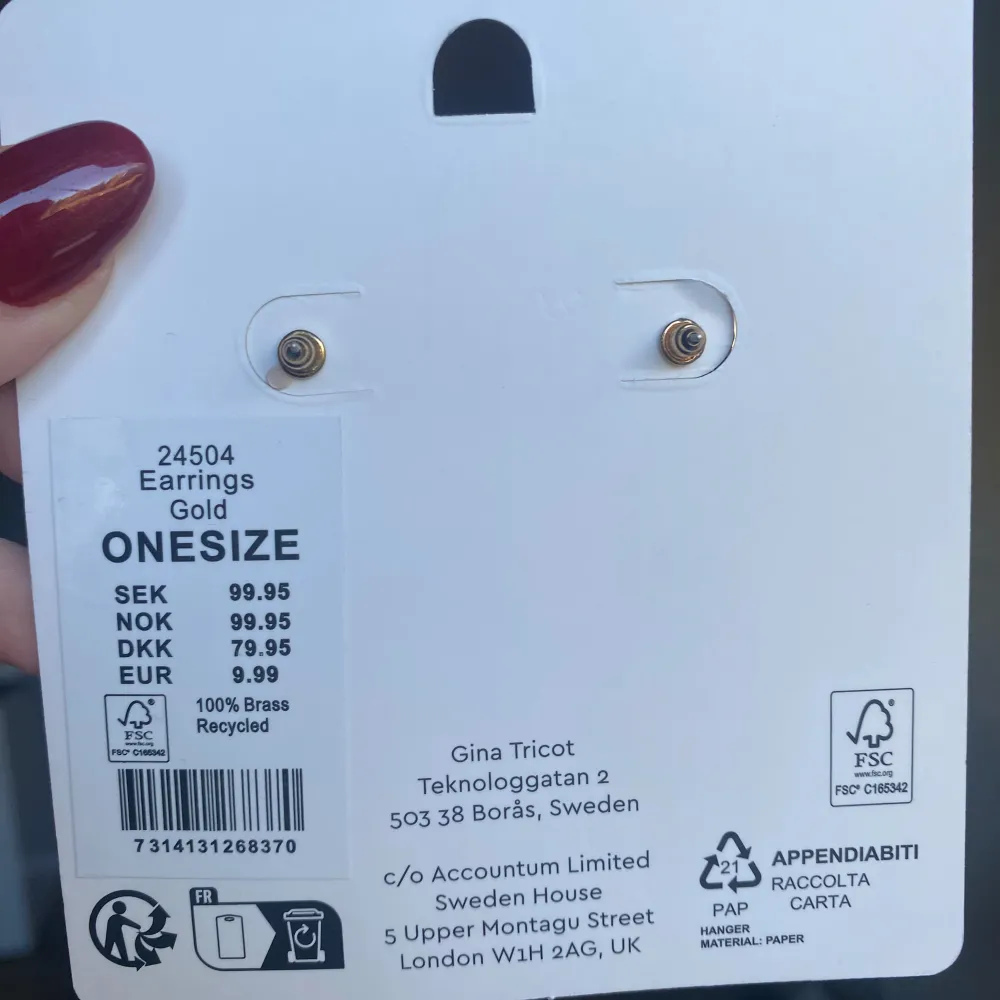 24504
Earrings
Gold
ONESIZE
SEK 99.95
NOK 99.95
DKK 79.95
EUR 9.99
FSC
www.fsc.org
FSC® C165342
100% Brass
Recycled
7314131268370
FR
Gina Tricot
Teknologgatan 2
503 38 Borås, Sweden
c/o Accountum Limited
Sweden House
5 Upper Montagu Street
London W1H 2AG, UK
FSC
www.fsc.org
FSC® C165342
21
PAP
APPENDIABITI
RACCOLTA
CARTA
HANGER
MATERIAL: PAPER